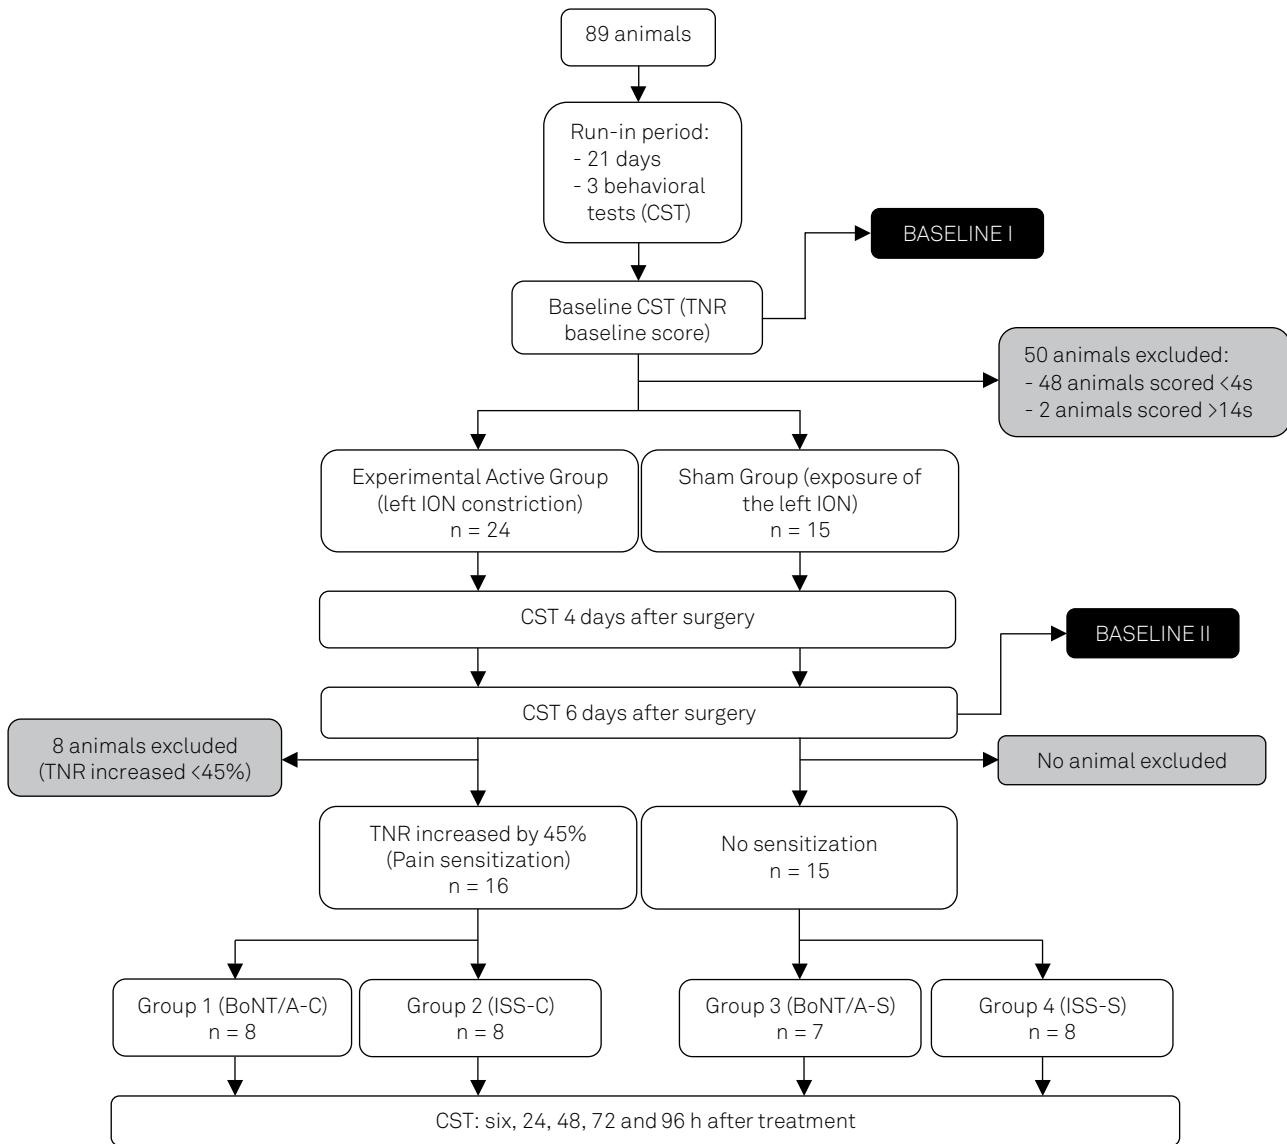 89 animals
Run-in period:
- 21 days
- 3 behavioral
tests (CST)
BASELINE I
Baseline CST (TNR
baseline score)
50 animals excluded:
- 48 animals scored <4s
- 2 animals scored >14s
Experimental Active Group
(left ION constriction)
n = 24
Sham Group (exposure of
the left ION)
n = 15
CST 4 days after surgery
BASELINE II
CST 6 days after surgery
8 animals excluded
(TNR increased <45%)
No animal excluded
TNR increased by 45%
(Pain sensitization)
n = 16
No sensitization
n = 15
Group 1 (BoNT/A-C)
n = 8
Group 2 (ISS-C)
n = 8
Group 3 (BoNT/A-S)
n = 7
Group 4 (ISS-S)
n = 8
CST: six, 24, 48, 72 and 96 h after treatment